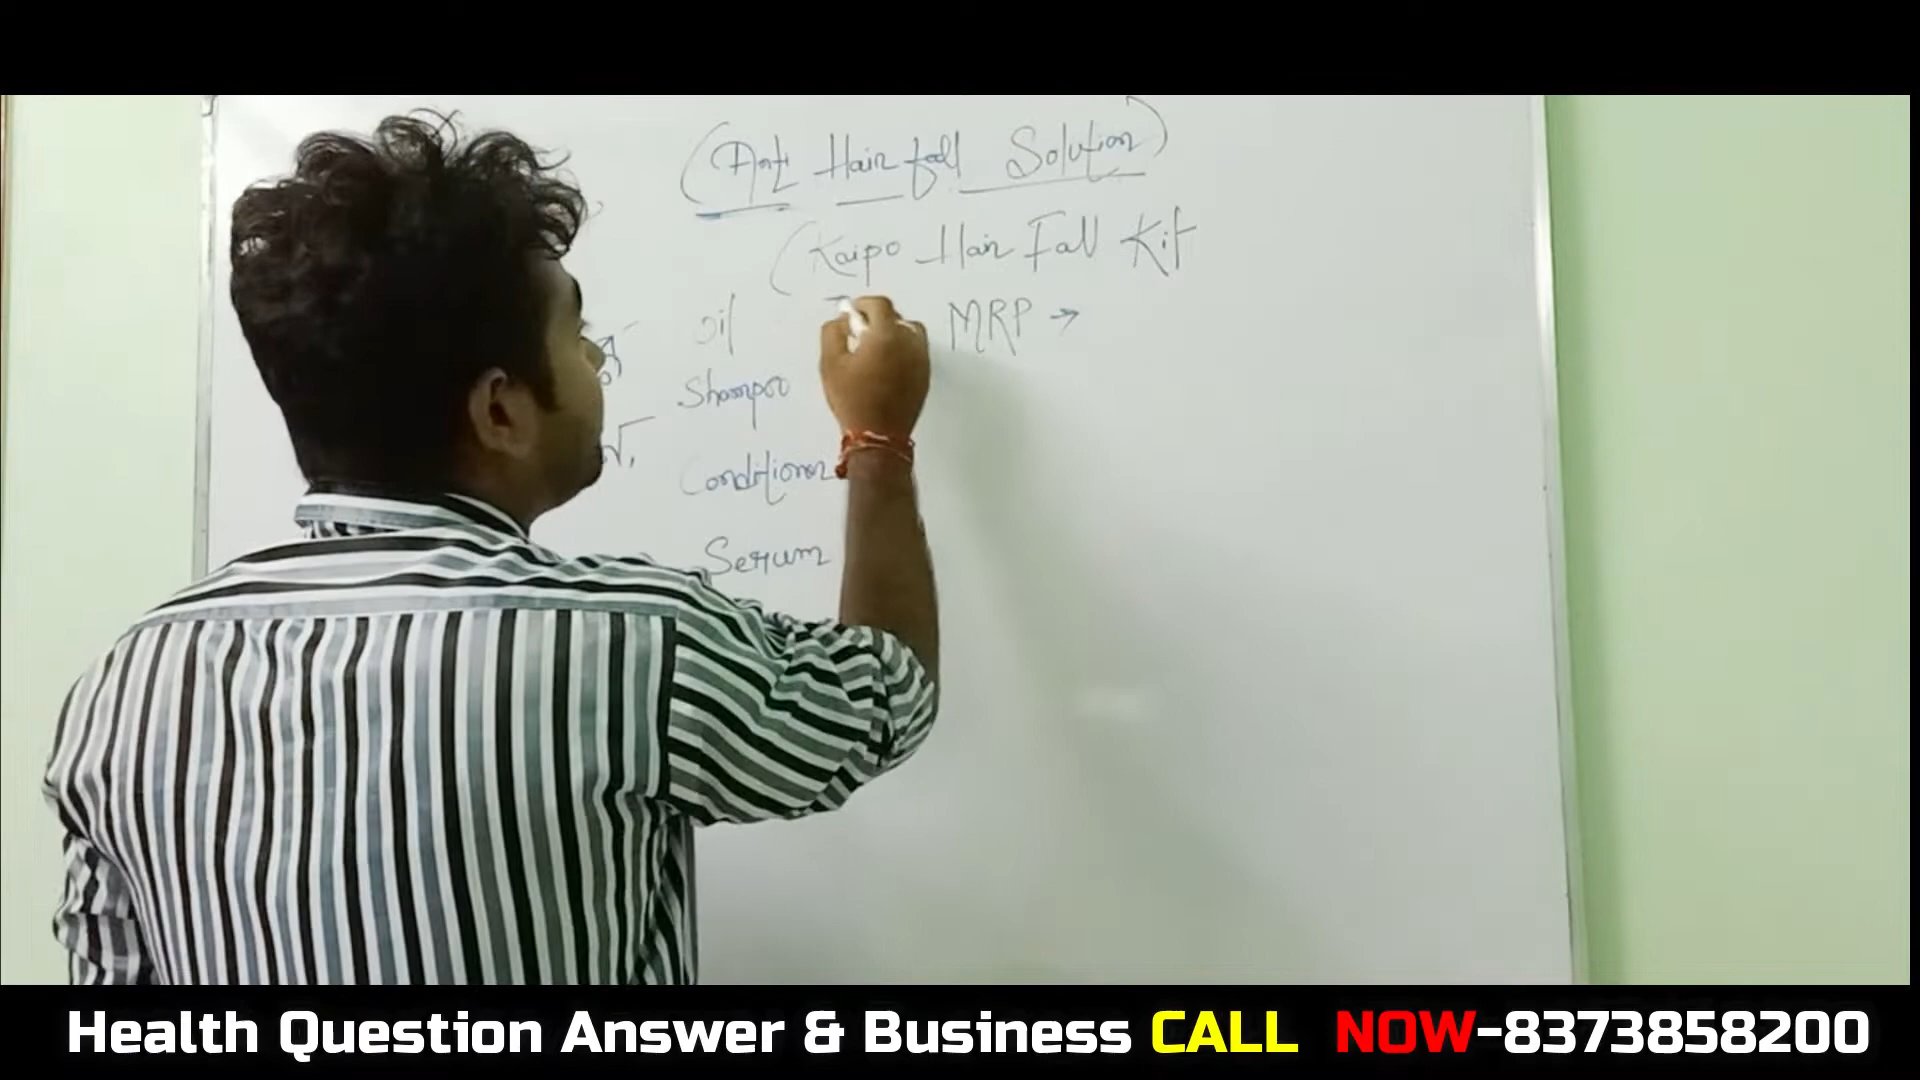 (Anti Hair fall Solution)
(Kaipo Hair Fall Kit
Oil MRP →
Shampoo
Conditioner
Serum
Health Question Answer & Business CALL NOW-8373858200